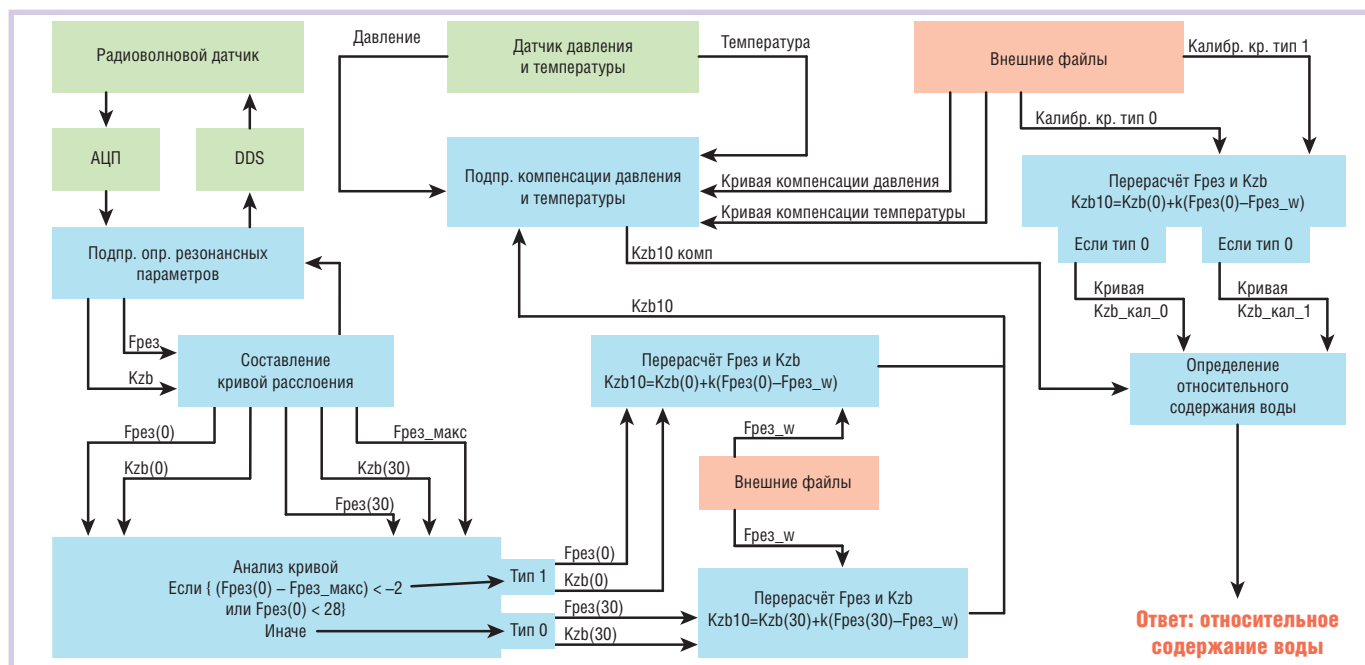 Давление
Температура
Калибр. кр. тип 1
Радиоволновой датчик
Датчик давления
и температуры
Внешние файлы
Калибр. кр. тип 0
АЦП
DDS
Подпр. компенсации давления
и температуры
Кривая компенсации давления
Кривая компенсации температуры
Перерасчёт Fрез и Kzb
Kzb10=Kzb(0)+k(Fрез(0)–Fрез_w)
Если тип 0
Если тип 0
Подпр. опр. резонансных
параметров
Kzb10 комп
Кривая
Kzb_кал_0
Кривая
Kzb_кал_1
Kzb10
Fрез
Kzb
Составление
кривой расслоения
Перерасчёт Fрез и Kzb
Kzb10=Kzb(0)+k(Fрез(0)–Fрез_w)
Определение
относительного
содержания воды
Fрез(0)
Kzb(0)
Fрез_макс
Kzb(30)
Fрез(30)
Fрез_w
Внешние файлы
Fрез_w
Анализ кривой
Если { (Fрез(0) – Fрез_макс) < –2
или Fрез(0) < 28}
Иначе
Тип 1
Тип 0
Fрез(0)
Kzb(0)
Fрез(30)
Kzb(30)
Перерасчёт Fрез и Kzb
Kzb10=Kzb(30)+k(Fрез(30)–Fрез_w)
Ответ: относительное
содержание воды